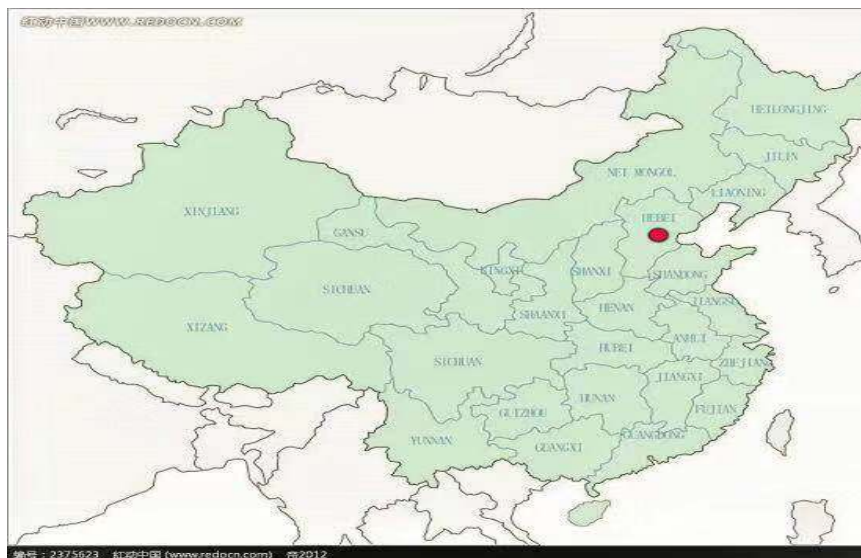 红动中国WWW.REDOCN.COM
HEILONGJING
JILIN
NEI MONGOL
LIAONING
XINJIANG
HEBEI
GANSU
NINGXI
SHANXI
SHANDONG
SICHUAN
JIANGSU
HENAN
SHAANXI
XIZANG
ANHUI
HUBEI
SICHUAN
ZHEJIANG
JIANGXI
HUNAN
GUIZHOU
FUJIAN
GUANGDONG
YUNNAN
GUANGXI
编号：2375623 红动中国 (www.redocn.com)